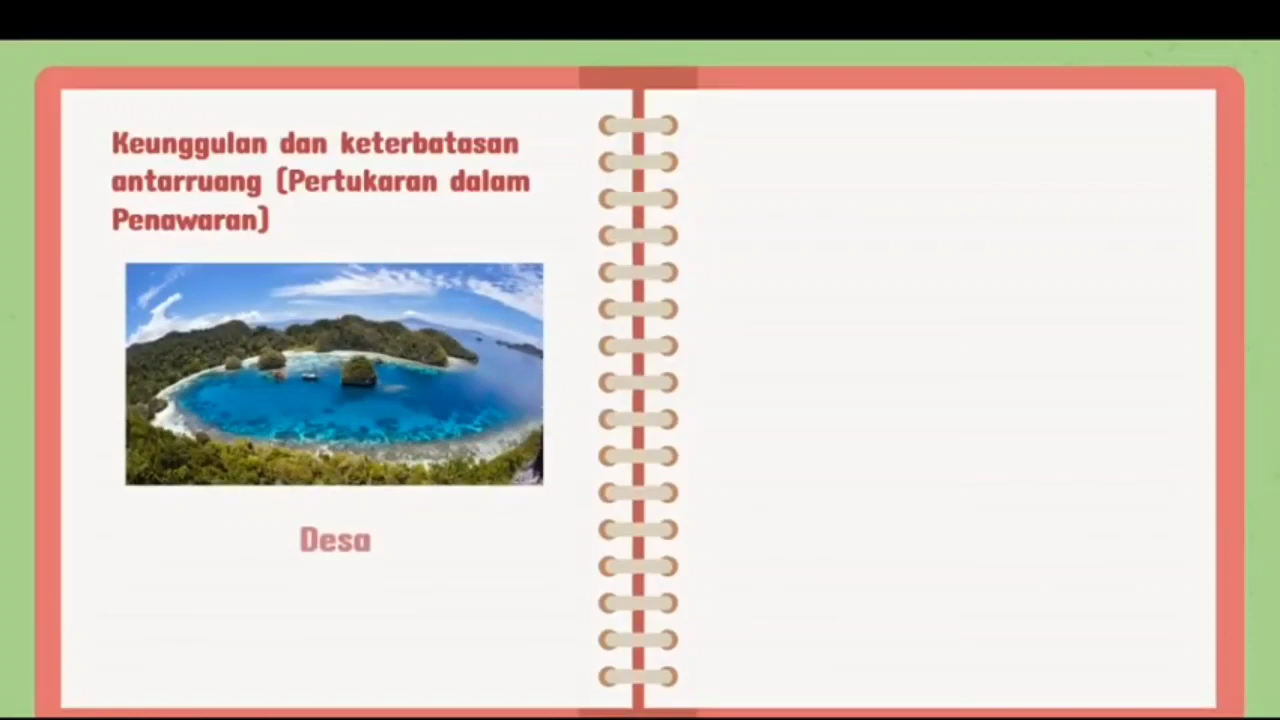 Keunggulan dan keterbatasan
antarruang (Pertukaran dalam
Penawaran)
Desa